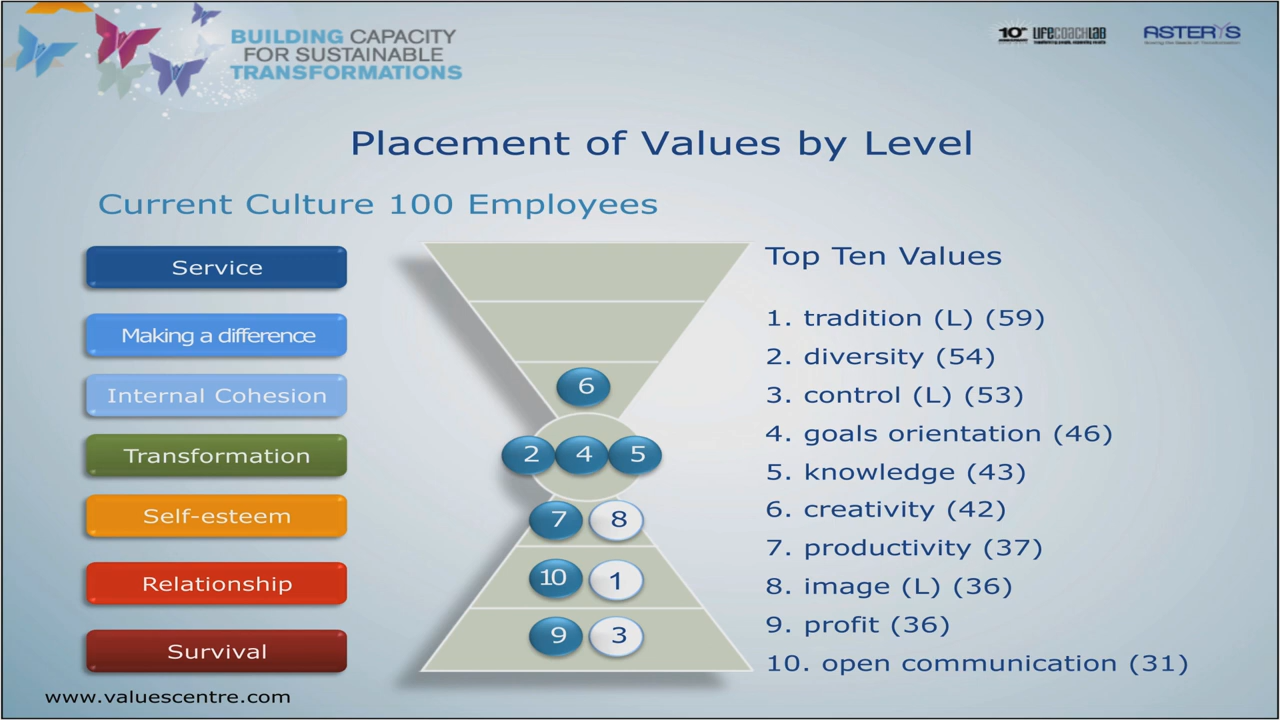 BUILDING CAPACITY
FOR SUSTAINABLE
TRANSFORMATIONS
10 LIFECOACHLAB
ASTERYS
Placement of Values by Level
Current Culture 100 Employees
Service
Making a difference
Internal Cohesion
Transformation
Self-esteem
Relationship
Survival
6
2 4 5
7 8
10 1
9 3
Top Ten Values
1. tradition (L) (59)
2. diversity (54)
3. control (L) (53)
4. goals orientation (46)
5. knowledge (43)
6. creativity (42)
7. productivity (37)
8. image (L) (36)
9. profit (36)
10. open communication (31)
www.valuescentre.com